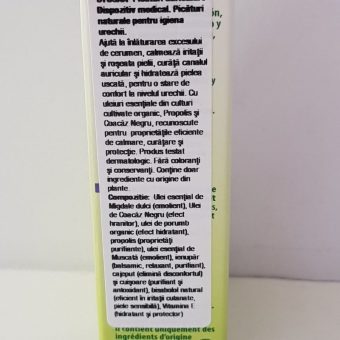 Dispozitiv medical. Picături
naturale pentru igiena
urechii.
Ajută la înlăturarea excesului
de cerumen, calmează iritații
și roșeata pielii, curăță canalul
auricular și hidratează pielea
uscată, pentru o stare de
confort la nivelul urechii. Cu
uleiuri esențiale din culturi
cultivate organic, Propolis și
Coacăz Negru, recunoscute
pentru proprietățile eficiente
de calmare, curățare și
protecție. Produs testat
dermatologic. Fără coloranți
și conservanți. Conține doar
ingrediente cu origine din
plante.
Compozitie: Ulei esențial de
Migdale dulci (emolient), Ulei
de Coacăz Negru (efect
hranitor), ulei de porumb
organic (efect hidratant),
propolis (proprietăți
purifiante), ulei esențial de
Muscată (emolient), ienupăr
(balsamic, relaxant, purifiant),
cajeput (elimină disconfortul)
și cuișoare (purifiant și
antioxidant), bisabolol natural
(eficient în iritații cutanate,
piele sensibilă), Vitamina E
(hidratant și protector)
Il contient uniquement des
ingrédients d'origine